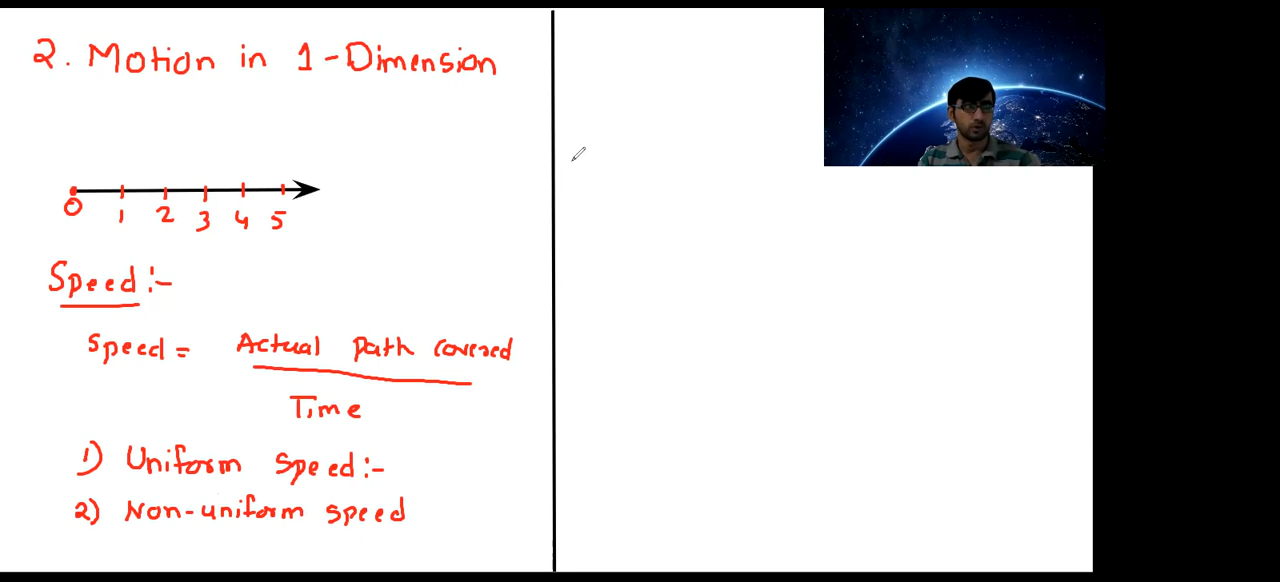 2. Motion in 1-Dimension
0 1 2 3 4 5
Speed :-
Speed = Actual path covered
Time
1) Uniform speed :-
2) Non-uniform speed